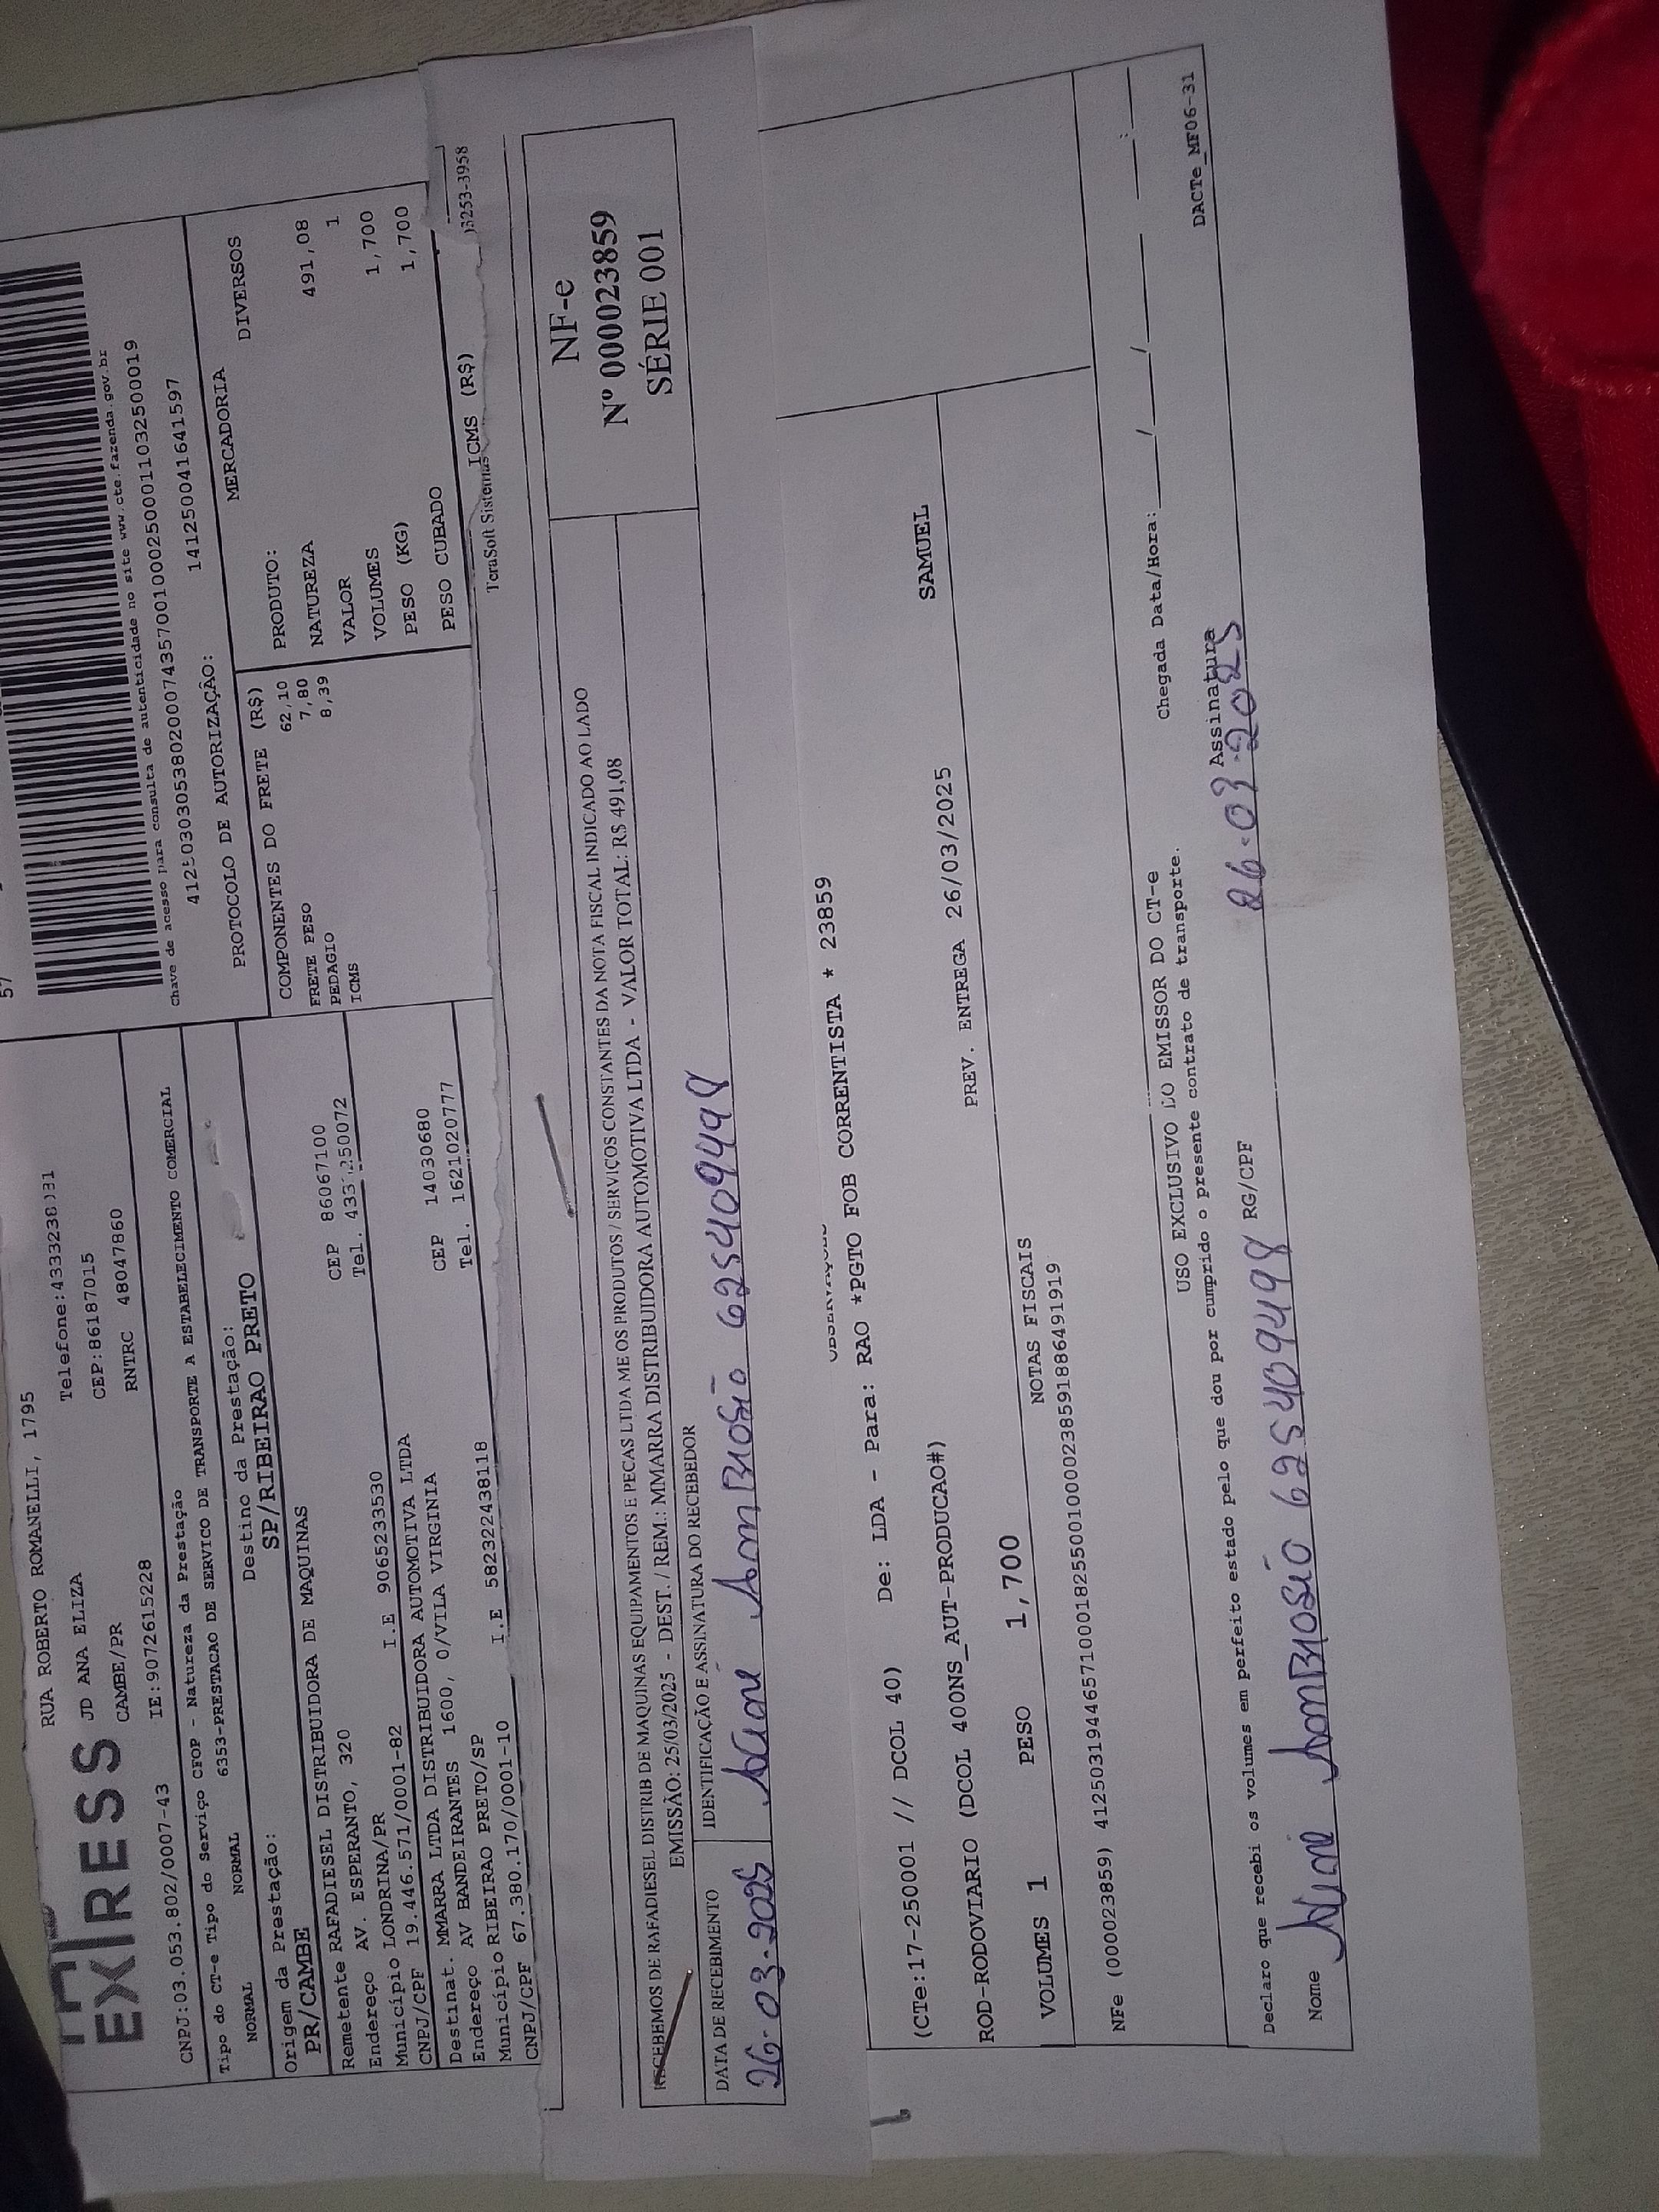 EXPRESS
RUA ROBERTO ROMANELLI, 1795
JD ANA ELIZA
CAMBE/PR
CEP:86187015
CNPJ:03.053.802/0007-43 IE:9072615228 RNTRC 48047860
Tipo do CT-e Tipo do Serviço CFOP - Natureza da Prestação
NORMAL NORMAL 6353-PRESTACAO DE SERVICO DE TRANSPORTE A ESTABELECIMENTO COMERCIAL
Origem da Prestação: Destino da Prestação:
PR/CAMBE SP/RIBEIRAO PRETO
Remetente RAFADIESEL DISTRIBUIDORA DE MAQUINAS
Endereço AV. ESPERANTO, 320
Município LONDRINA/PR CEP 86067100
CNPJ/CPF 19.446.571/0001-82 I.E 9065233530 Tel.
Destinat. MMARRA LTDA DISTRIBUIDORA AUTOMOTIVA LTDA
Endereço AV BANDEIRANTES 1600, 0/VILA VIRGINIA
Município RIBEIRAO PRETO/SP CEP 14030680
CNPJ/CPF 67.380.170/0001-10 I.E 582322438118 Tel. 1621020777
Chave de acesso para consulta de autenticidade no site www.cte.fazenda.gov.br
PROTOCOLO DE AUTORIZAÇÃO: 141250041641597
COMPONENTES DO FRETE (R$)
FRETE PESO 62,10
PEDAGIO 7,80
ICMS 8,39
MERCADORIA
PRODUTO: DIVERSOS
NATUREZA
VALOR 491,08
VOLUMES 1
PESO (KG) 1,700
PESO CUBADO 1,700
ICMS (R$)
TeraSoft Sistemas
)3253-3958
RECEBEMOS DE RAFADIESEL DISTRIB DE MAQUINAS EQUIPAMENTOS E PECAS LTDA ME OS PRODUTOS / SERVIÇOS CONSTANTES DA NOTA FISCAL INDICADO AO LADO
EMISSÃO: 25/03/2025 - DEST. / REM.: MMARRA DISTRIBUIDORA AUTOMOTIVA LTDA - VALOR TOTAL: R$ 491,08
DATA DE RECEBIMENTO IDENTIFICAÇÃO E ASSINATURA DO RECEBEDOR
26.03.2025 625409498
NF-e
Nº 000023859
SÉRIE 001
(CTe:17-250001 // DCOL 40) De: LDA - Para: RAO *PGTO FOB CORRENTISTA * 23859
ROD-RODOVIARIO (DCOL 400NS_AUT-PRODUCAO#) PREV. ENTREGA 26/03/2025 SAMUEL
VOLUMES 1 PESO 1,700
NOTAS FISCAIS
NFe (000023859) 41250319446571000182550010000238591886491919
USO EXCLUSIVO DO EMISSOR DO CT-e
Declaro que recebi os volumes em perfeito estado pelo que dou por cumprido o presente contrato de transporte.
Chegada Data/Hora: ____/____/____ ___:___
Nome 625409498 RG/CPF 26.03.2025 Assinatura
DACTe_MF06-31